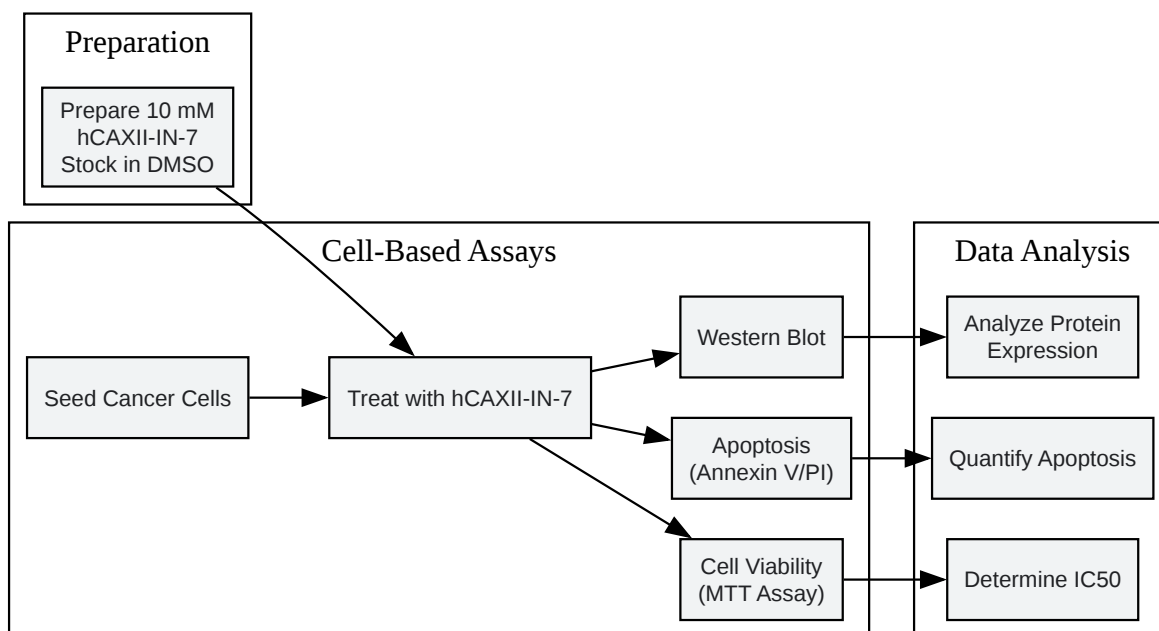 Preparation
Prepare 10 mM
hCAXII-IN-7
Stock in DMSO
Cell-Based Assays
Seed Cancer Cells
Treat with hCAXII-IN-7
Western Blot
Apoptosis
(Annexin V/PI)
Cell Viability
(MTT Assay)
Data Analysis
Analyze Protein
Expression
Quantify Apoptosis
Determine IC50